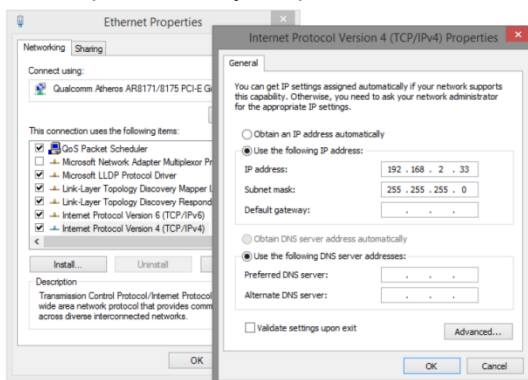 Ethernet Properties
Networking Sharing
Connect using:
Qualcomm Atheros AR8171/8175 PCI-E
This connection uses the following items:
QoS Packet Scheduler
Microsoft Network Adapter Multiplexor
Microsoft LLDP Protocol Driver
Link-Layer Topology Discovery Mapper
Link-Layer Topology Discovery
Internet Protocol Version 6 (TCP/IPv6)
Internet Protocol Version 4 (TCP/IPv4)
Install... Uninstall
Description
Transmission Control Protocol/Internet Protocol
wide area network protocol that provides
across diverse interconnected networks.
OK
Internet Protocol Version 4 (TCP/IPv4) Properties
General
You can get IP settings assigned automatically if your network supports
this capability. Otherwise, you need to ask your network administrator
for the appropriate IP settings.
Obtain an IP address automatically
Use the following IP address:
IP address: 192 . 168 . 2 . 33
Subnet mask: 255 . 255 . 255 . 0
Default gateway: . . .
Obtain DNS server address automatically
Use the following DNS server addresses:
Preferred DNS server: . . .
Alternate DNS server: . . .
Validate settings upon exit
Advanced...
OK Cancel